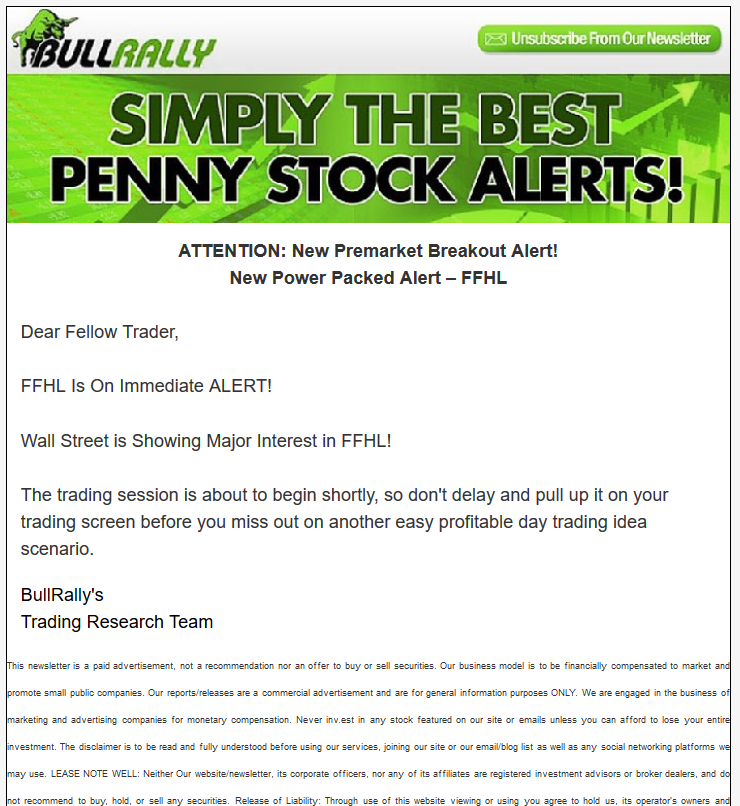 BULLRALLY
Unsubscribe From Our Newsletter
SIMPLY THE BEST
PENNY STOCK ALERTS!
ATTENTION: New Premarket Breakout Alert!
New Power Packed Alert – FFHL
Dear Fellow Trader,
FFHL Is On Immediate ALERT!
Wall Street is Showing Major Interest in FFHL!
The trading session is about to begin shortly, so don't delay and pull up it on your
trading screen before you miss out on another easy profitable day trading idea
scenario.
BullRally's
Trading Research Team
This newsletter is a paid advertisement, not a recommendation nor an offer to buy or sell securities. Our business model is to be financially compensated to market and
promote small public companies. Our reports/releases are a commercial advertisement and are for general information purposes ONLY. We are engaged in the business of
marketing and advertising companies for monetary compensation. Never inv.est in any stock featured on our site or emails unless you can afford to lose your entire
investment. The disclaimer is to be read and fully understood before using our services, joining our site or our email/blog list as well as any social networking platforms we
may use. LEASE NOTE WELL: Neither Our website/newsletter, its corporate officers, nor any of its affiliates are registered investment advisors or broker dealers, and do
not recommend to buy, hold, or sell any securities. Release of Liability: Through use of this website viewing or using you agree to hold us, its operator's owners and